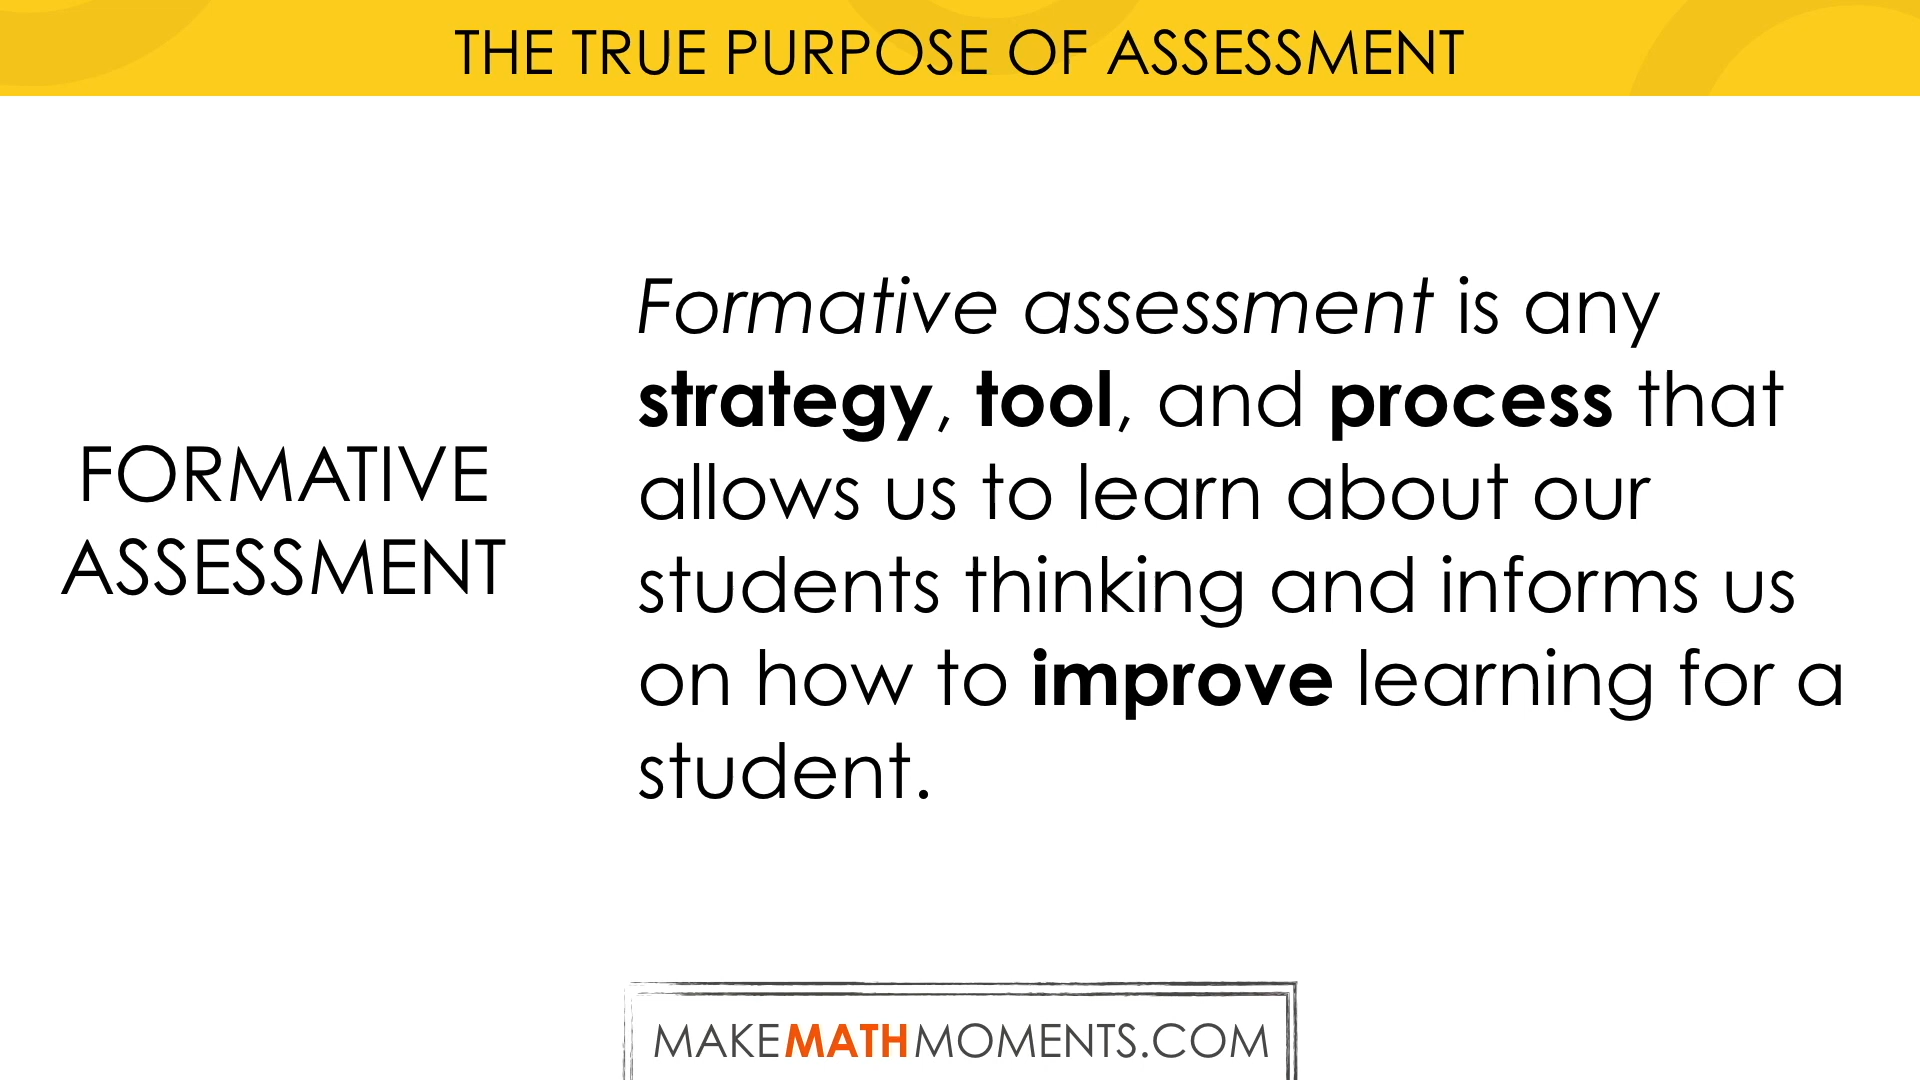 THE TRUE PURPOSE OF ASSESSMENT
FORMATIVE
ASSESSMENT
Formative assessment is any
strategy, tool, and process that
allows us to learn about our
students thinking and informs us
on how to improve learning for a
student.
MAKEMATHMOMENTS.COM